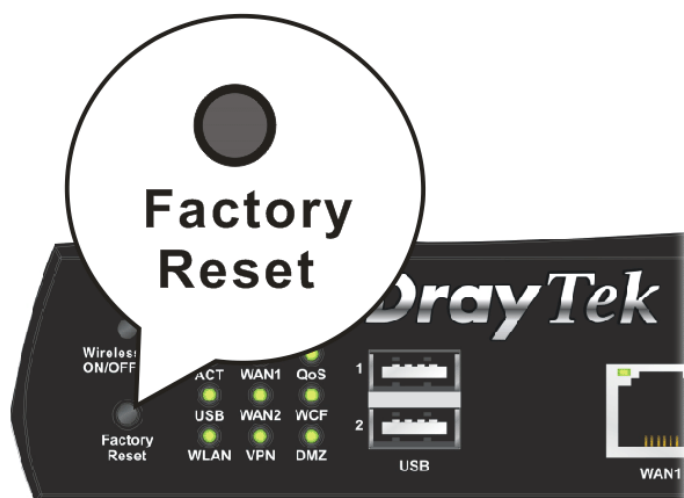 Factory
Reset
DrayTek
Wireless
ON/OFF
ACT WAN1 QoS
USB WAN2 WCF
WLAN VPN DMZ
Factory
Reset
1
2
USB
WAN1